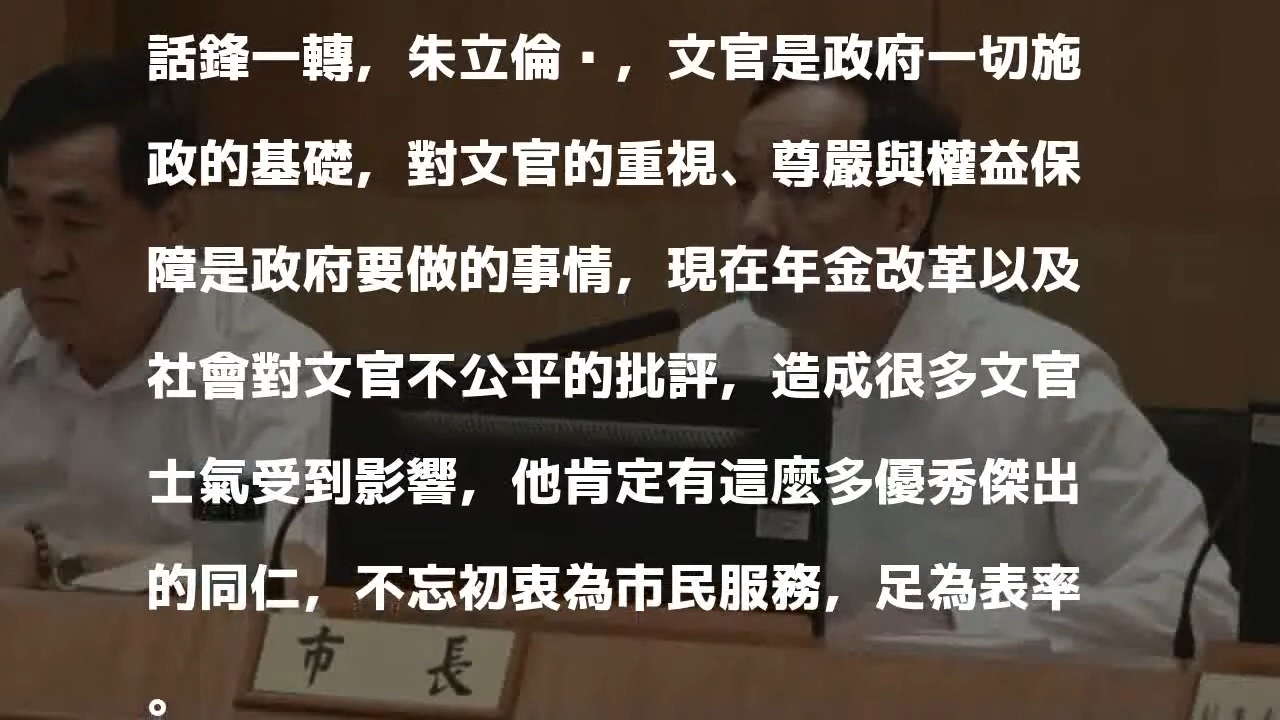 話鋒一轉，朱立倫▪，文官是政府一切施
政的基礎，對文官的重視、尊嚴與權益保
障是政府要做的事情，現在年金改革以及
社會對文官不公平的批評，造成很多文官
士氣受到影響，他肯定有這麼多優秀傑出
的同仁，不忘初衷為市民服務，足為表率
。
市 長